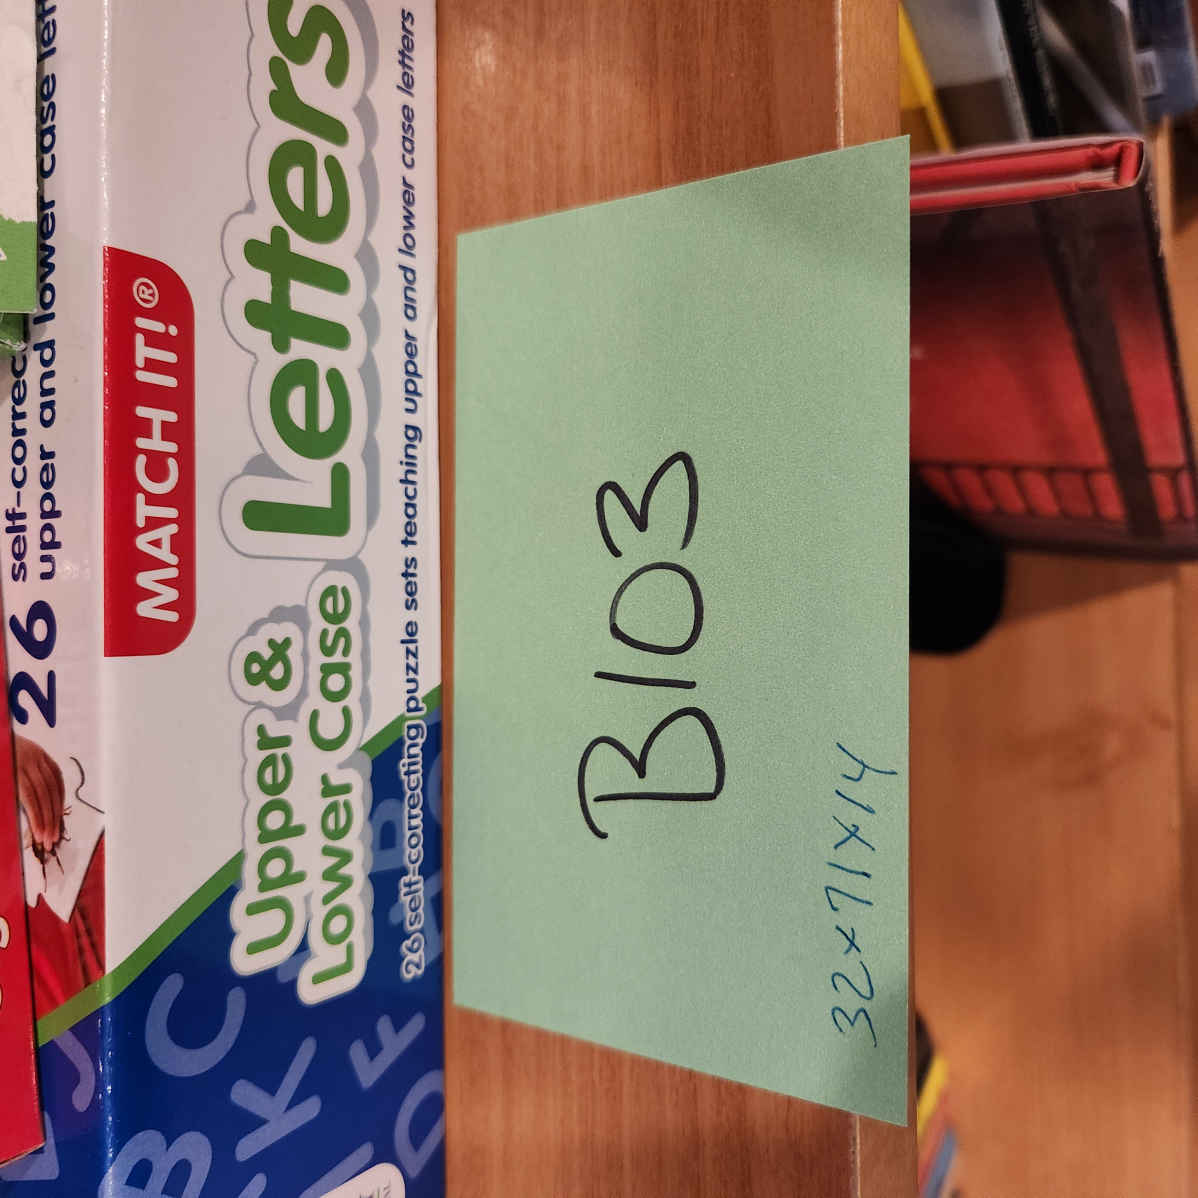 self-correc
26 upper and lower case let
MATCH IT!®
Upper &
Lower Case
Letters
26 self-correcting puzzle sets teaching upper and lower case letters
B103
32x71x14